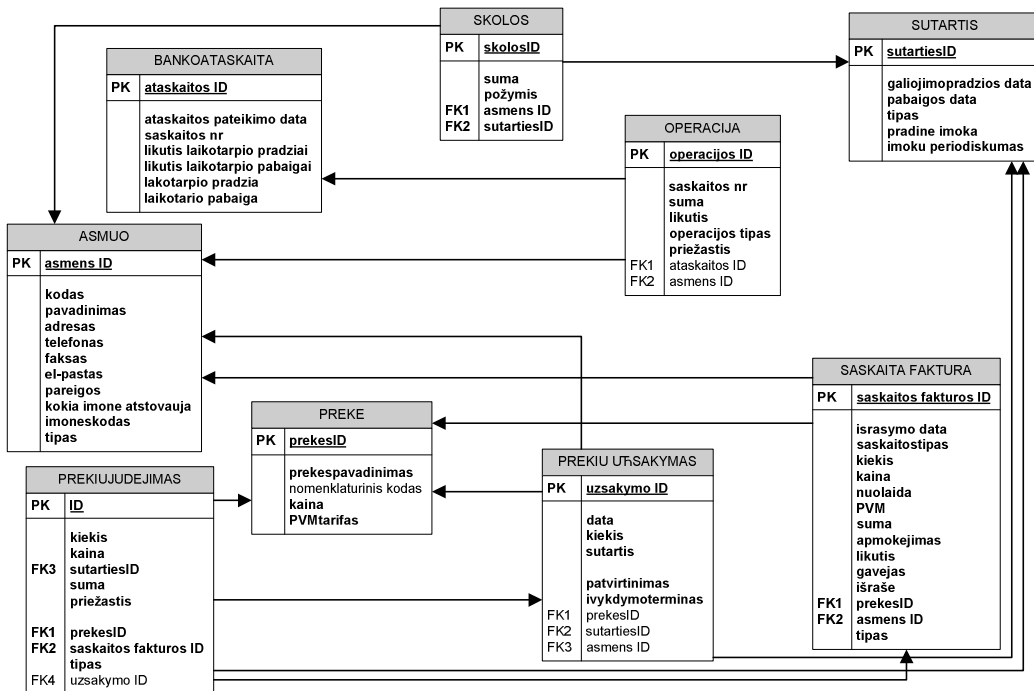 SKOLOS
PK skolosID
suma
požymis
FK1 asmens ID
FK2 sutartiesID
SUTARTIS
PK sutartiesID
galiojimopradzios data
pabaigos data
tipas
pradine imoka
imoku periodiskumas
BANKOATASKAITA
PK ataskaitos ID
ataskaitos pateikimo data
saskaitos nr
likutis laikotarpio pradziai
likutis laikotarpio pabaigai
lakotarpio pradzia
laikotario pabaiga
OPERACIJA
PK operacijos ID
saskaitos nr
suma
likutis
operacijos tipas
priežastis
FK1 ataskaitos ID
FK2 asmens ID
ASMUO
PK asmens ID
kodas
pavadinimas
adresas
telefonas
faksas
el-pastas
pareigos
kokia imone atstovauja
imoneskodas
tipas
SASKAITA FAKTURA
PK saskaitos fakturos ID
israsymo data
saskaitostipas
kiekis
kaina
nuolaida
PVM
suma
apmokejimas
likutis
gavejas
išraše
FK1 prekesID
FK2 asmens ID
tipas
PREKE
PK prekesID
prekespavadinimas
nomenklaturinis kodas
kaina
PVMtarifas
PREKIU UЋSAKYMAS
PK uzsakymo ID
data
kiekis
sutartis
patvirtinimas
ivykdymoterminas
FK1 prekesID
FK2 sutartiesID
FK3 asmens ID
PREKIUJUDEJIMAS
PK ID
kiekis
kaina
FK3 sutartiesID
suma
priežastis
FK1 prekesID
FK2 saskaitos fakturos ID
tipas
FK4 uzsakymo ID